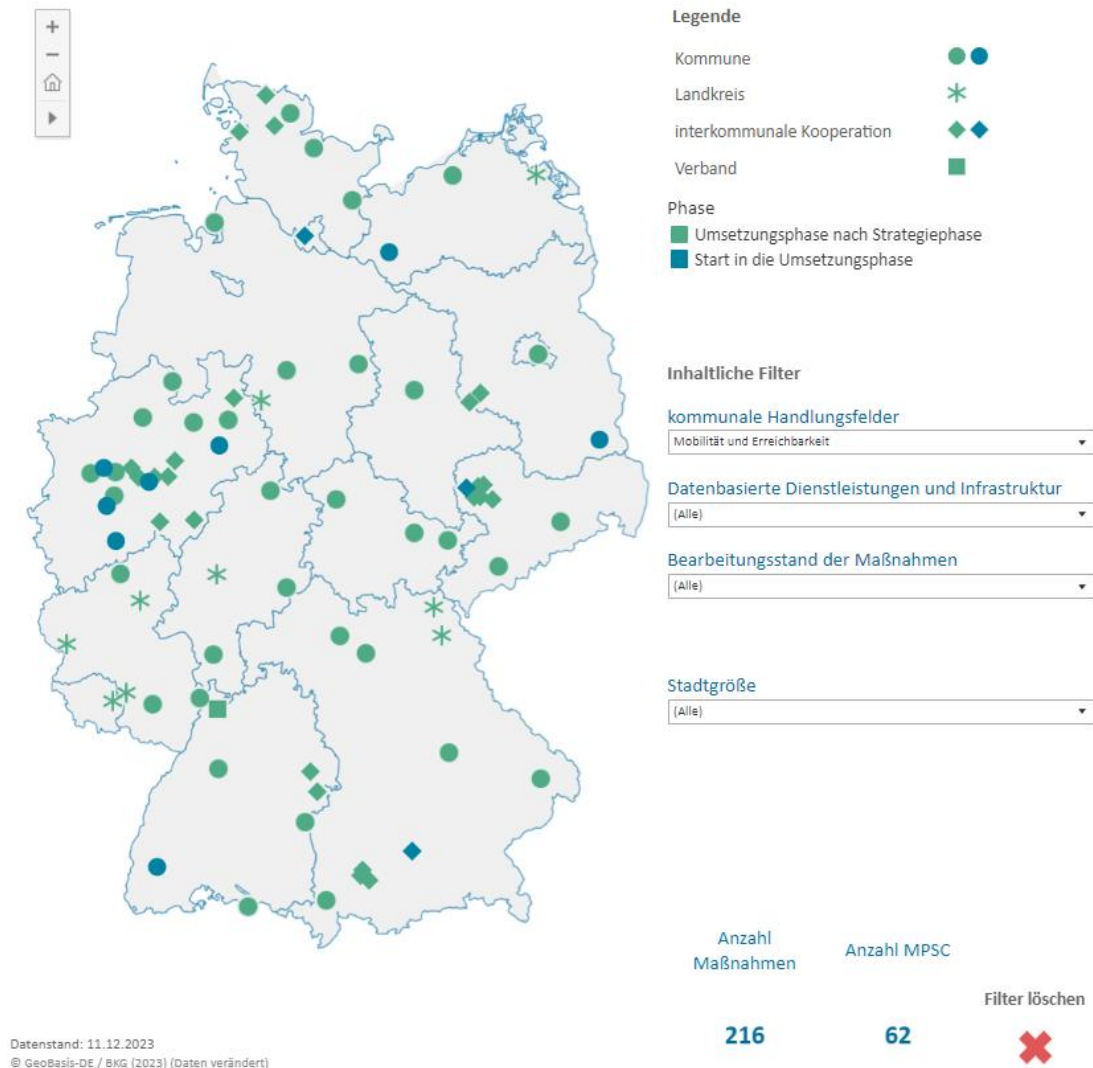 Legende
Kommune
Landkreis
interkommunale Kooperation
Verband
Phase
Umsetzungsphase nach Strategiephase
Start in die Umsetzungsphase
Inhaltliche Filter
kommunale Handlungsfelder
Mobilität und Erreichbarkeit
Datenbasierte Dienstleistungen und Infrastruktur
(Alle)
Bearbeitungsstand der Maßnahmen
(Alle)
Stadtgröße
(Alle)
Anzahl
Maßnahmen
Anzahl MPSC
Filter löschen
216
62
Datenstand: 11.12.2023
© GeoBasis-DE / BKG (2023) (Daten verändert)